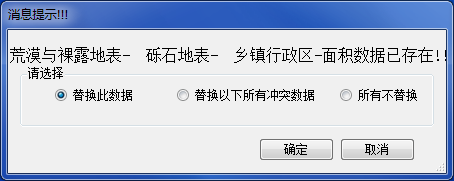 消息提示!!!
荒漠与裸露地表- 砾石地表- 乡镇行政区-面积数据已存在!!
请选择
替换此数据 替换以下所有冲突数据 所有不替换
确定 取消